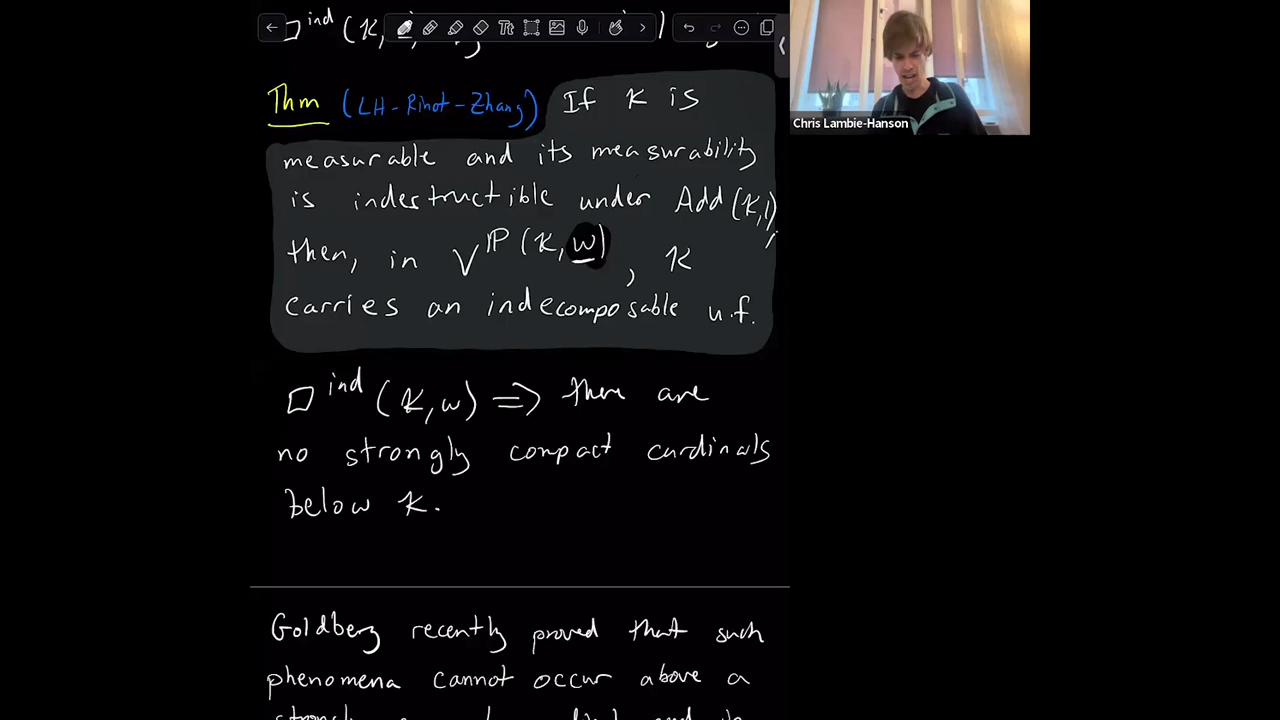 □ ind (κ,
Thm (LH-Rinot-Zhang) If κ is
measurable and its measurability
is indestructible under Add(κ,1),
then, in V^P(κ,ω), κ
carries an indecomposable u.f.
□ ind (κ,ω) => there are
no strongly compact cardinals
below κ.
Goldberg recently proved that such
phenomena cannot occur above a
Chris Lambie-Hanson